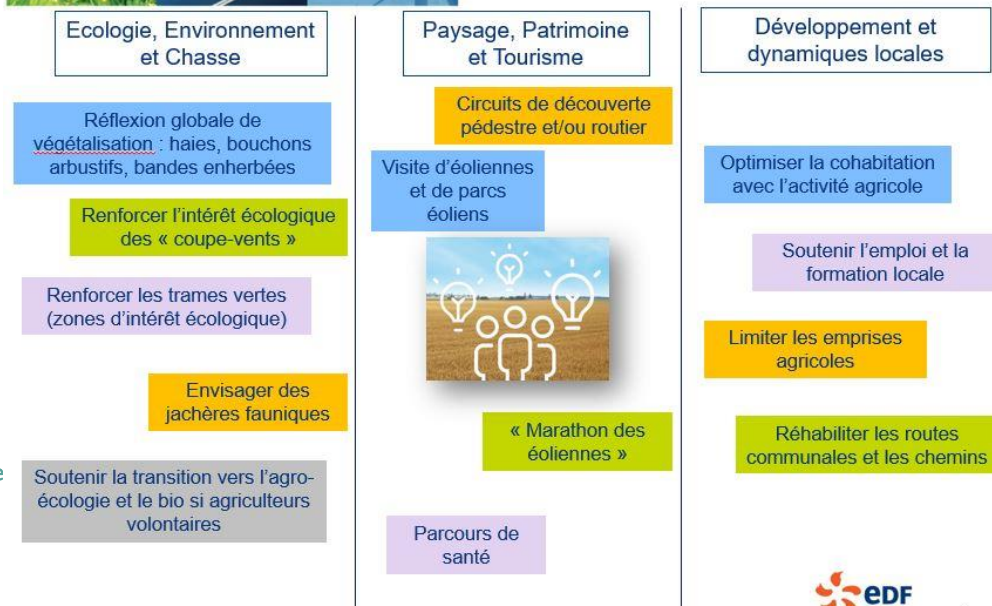 Ecologie, Environnement
et Chasse
Réflexion globale de
végétalisation : haies, bouchons
arbustifs, bandes enherbées
Renforcer l'intérêt écologique
des « coupe-vents »
Renforcer les trames vertes
(zones d'intérêt écologique)
Envisager des
jachères fauniques
e
Soutenir la transition vers l'agro-
écologie et le bio si agriculteurs
volontaires
Paysage, Patrimoine
et Tourisme
Circuits de découverte
pédestre et/ou routier
Visite d'éoliennes
et de parcs
éoliens
« Marathon des
éoliennes »
Parcours de
santé
Développement et
dynamiques locales
Optimiser la cohabitation
avec l'activité agricole
Soutenir l'emploi et la
formation locale
Limiter les emprises
agricoles
Réhabiliter les routes
communales et les chemins
edf